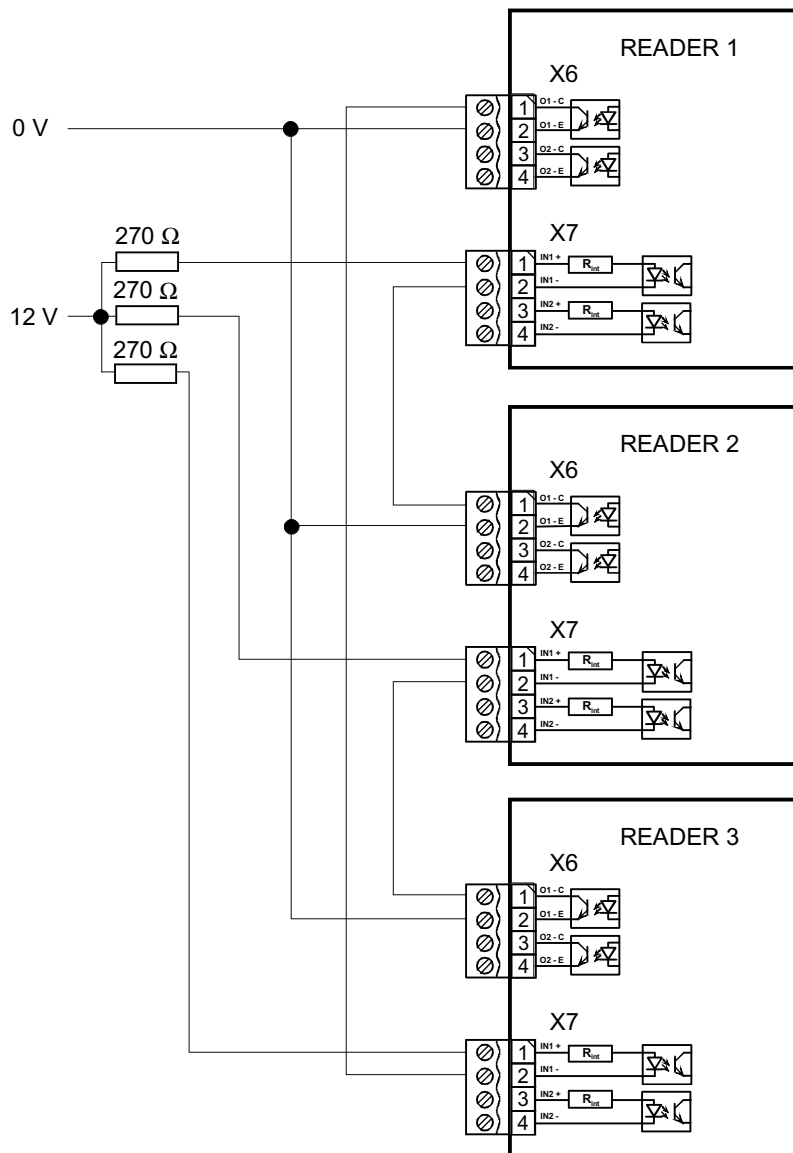 READER 1
X6
1 O1 - C
0 V
2 O1 - E
3 O2 - C
4 O2 - E
X7
270 Ω
1 IN1 + Rint
2 IN1 -
270 Ω
3 IN2 + Rint
12 V
4 IN2 -
270 Ω
READER 2
X6
1 O1 - C
2 O1 - E
3 O2 - C
4 O2 - E
X7
1 IN1 + Rint
2 IN1 -
3 IN2 + Rint
4 IN2 -
READER 3
X6
1 O1 - C
2 O1 - E
3 O2 - C
4 O2 - E
X7
1 IN1 + Rint
2 IN1 -
3 IN2 + Rint
4 IN2 -